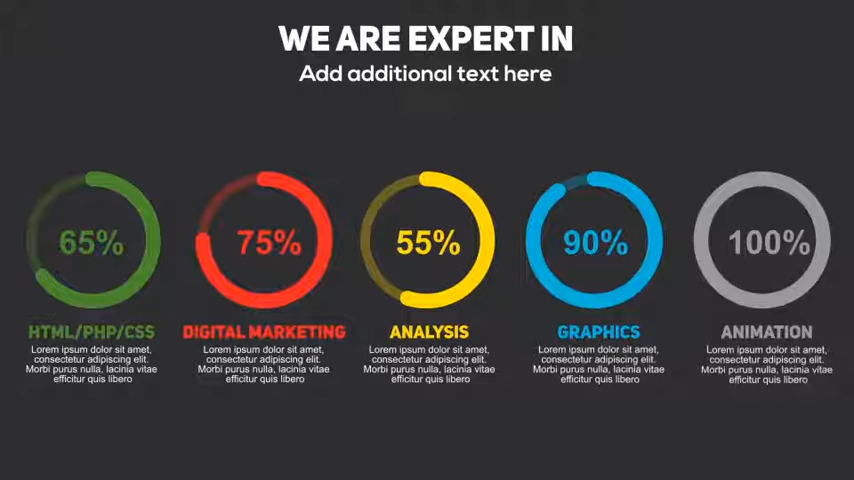 WE ARE EXPERT IN
Add additional text here
65%
75%
55%
90%
100%
HTML/PHP/CSS
Lorem ipsum dolor sit amet,
consectetur adipiscing elit.
Morbi purus nulla, lacinia vitae
efficitur quis libero
DIGITAL MARKETING
Lorem ipsum dolor sit amet,
consectetur adipiscing elit.
Morbi purus nulla, lacinia vitae
efficitur quis libero
ANALYSIS
Lorem ipsum dolor sit amet,
consectetur adipiscing elit.
Morbi purus nulla, lacinia vitae
efficitur quis libero
GRAPHICS
Lorem ipsum dolor sit amet,
consectetur adipiscing elit.
Morbi purus nulla, lacinia vitae
efficitur quis libero
ANIMATION
Lorem ipsum dolor sit amet,
consectetur adipiscing elit.
Morbi purus nulla, lacinia vitae
efficitur quis libero